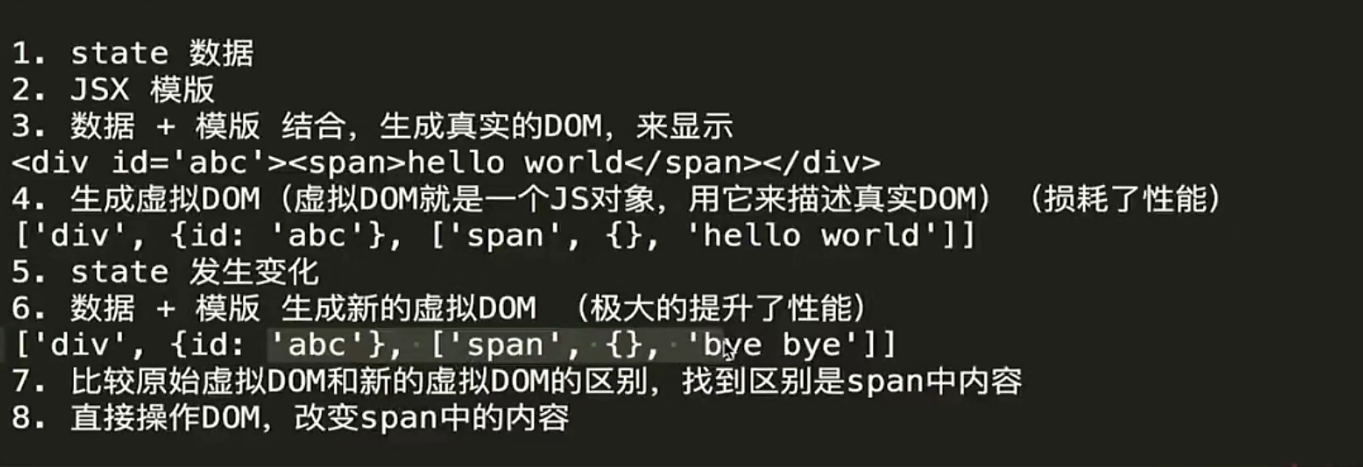 1. state 数据
2. JSX 模版
3. 数据 + 模版 结合，生成真实的DOM，来显示
<div id='abc'><span>hello world</span></div>
4. 生成虚拟DOM（虚拟DOM就是一个JS对象，用它来描述真实DOM）（损耗了性能）
['div', {id: 'abc'}, ['span', {}, 'hello world']]
5. state 发生变化
6. 数据 + 模版 生成新的虚拟DOM （极大的提升了性能）
['div', {id: 'abc'}, ['span', {}, 'bye bye']]
7. 比较原始虚拟DOM和新的虚拟DOM的区别，找到区别是span中内容
8. 直接操作DOM，改变span中的内容